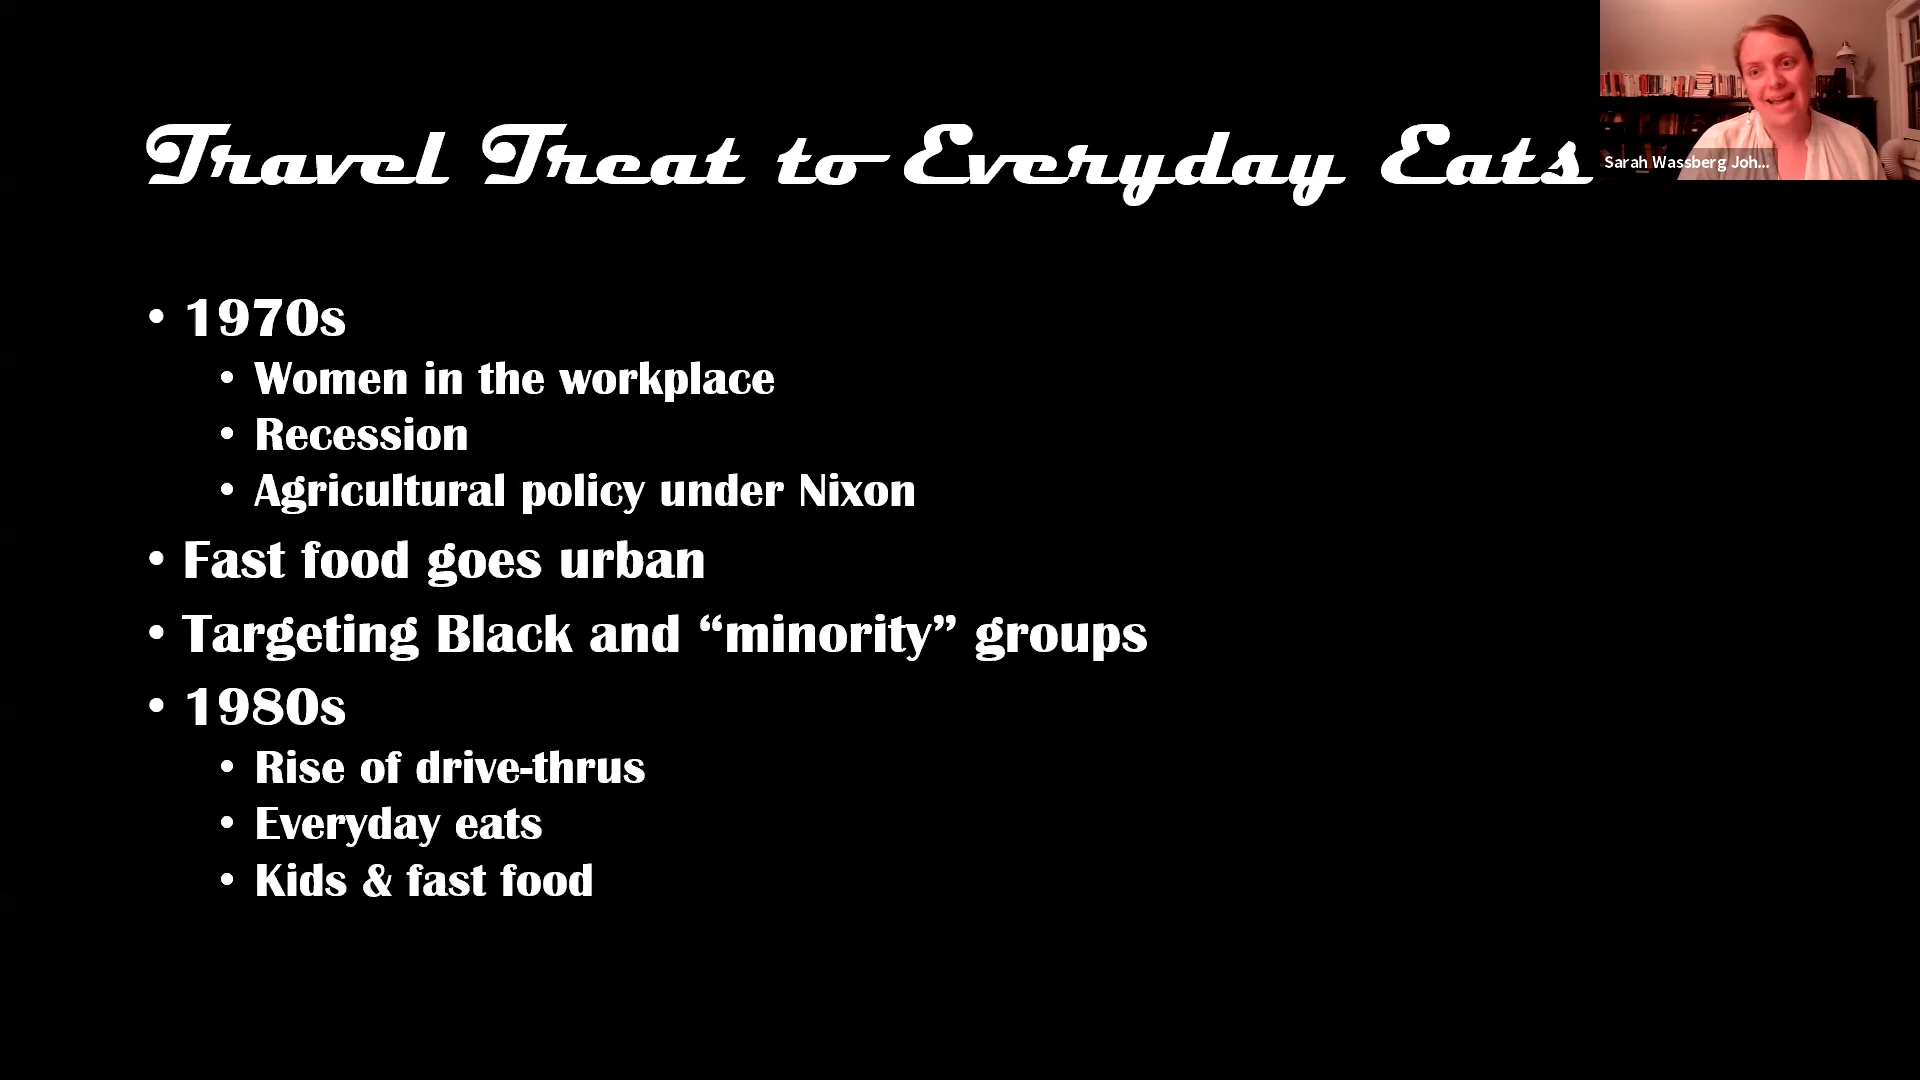 Travel Treat to Everyday Eats
Sarah Wassberg Joh...
• 1970s
• Women in the workplace
• Recession
• Agricultural policy under Nixon
• Fast food goes urban
• Targeting Black and “minority” groups
• 1980s
• Rise of drive-thrus
• Everyday eats
• Kids & fast food